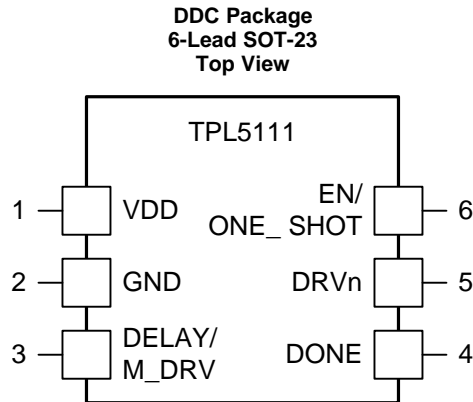 DDC Package
6-Lead SOT-23
Top View
TPL5111
1
VDD
EN/
ONE_ SHOT
6
2
GND
DRVn
5
3
DELAY/
M_DRV
DONE
4